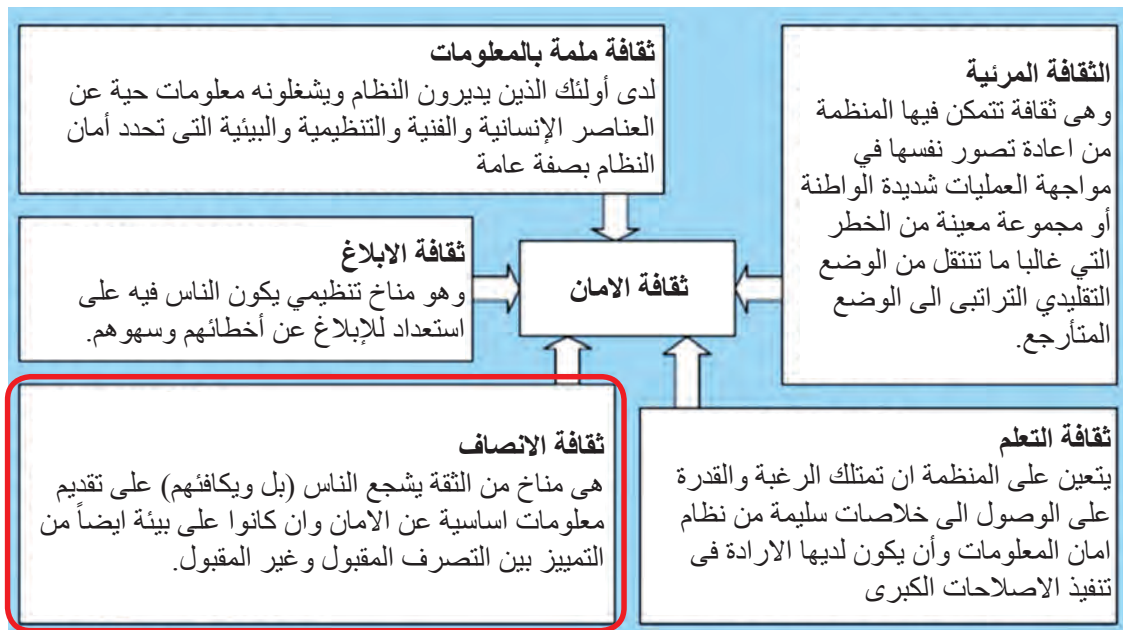 ثقافة ملمة بالمعلومات
لدى أولئك الذين يديرون النظام ويشغلونه معلومات حية عن
العناصر الإنسانية والفنية والتنظيمية والبيئية التى تحدد أمان
النظام بصفة عامة
الثقافة المرئية
وهى ثقافة تتمكن فيها المنظمة
من اعادة تصور نفسها في
مواجهة العمليات شديدة الواطنة
أو مجموعة معينة من الخطر
التي غالبا ما تنتقل من الوضع
التقليدي التراتبى الى الوضع
المتأرجع.
ثقافة الابلاغ
وهو مناخ تنظيمي يكون الناس فيه على
استعداد للإبلاغ عن أخطائهم وسهوهم.
ثقافة الامان
ثقافة الانصاف
هى مناخ من الثقة يشجع الناس (بل ويكافئهم) على تقديم
معلومات اساسية عن الامان وان كانوا على بيئة ايضاً من
التمييز بين التصرف المقبول وغير المقبول.
ثقافة التعلم
يتعين على المنظمة ان تمتلك الرغبة والقدرة
على الوصول الى خلاصات سليمة من نظام
امان المعلومات وأن يكون لديها الارادة فى
تنفيذ الاصلاحات الكبرى